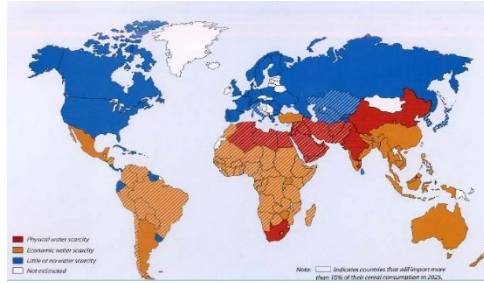 Physical water scarcity
Economic water scarcity
Little or no water scarcity
Not estimated
Note: indicates countries that will import more
than 10% of their cereal consumption in 2025.